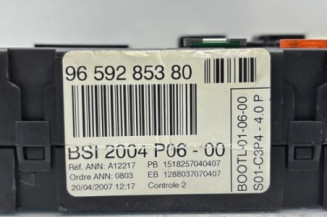 96 592 853 80
BSI 2004 P06 - 00
Réf. ANN: A12217 PB 1518257040407
Ordre ANN: 0803 EB 1288037070407
20/04/2007 12:17 Contrôle 2
BOOTL-01-06-00
S01-C3P4 - 4.0 P